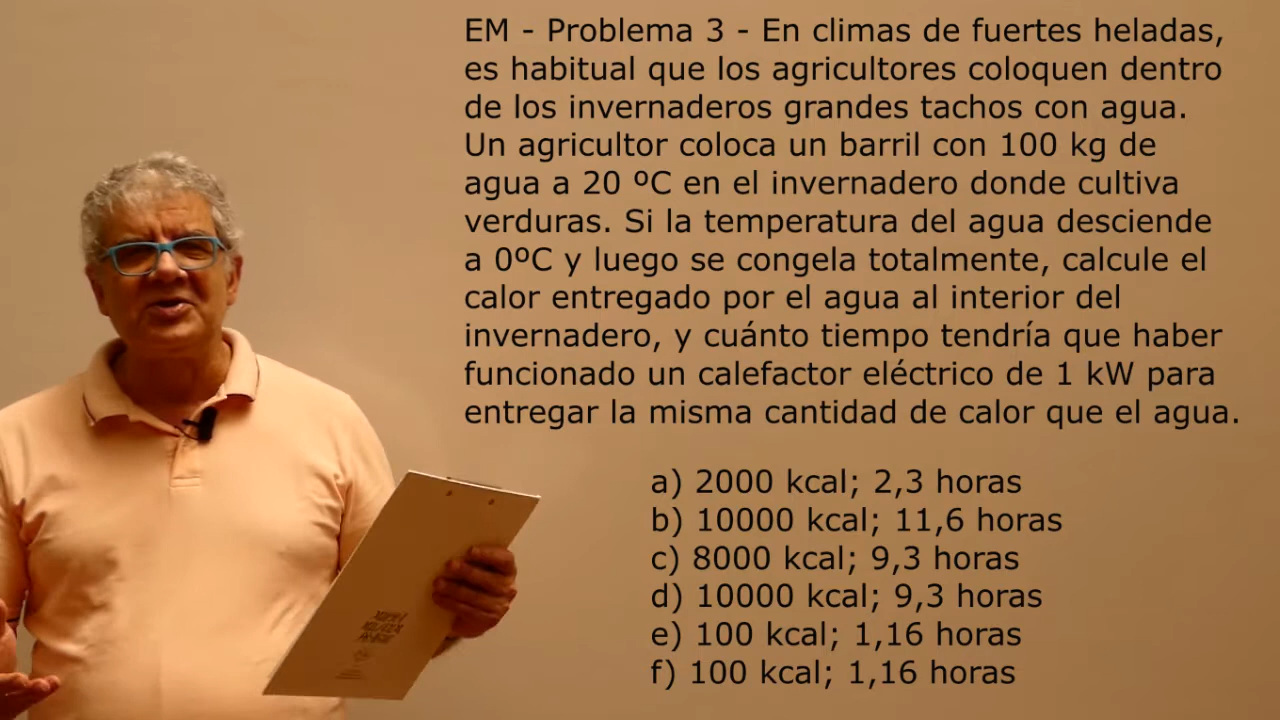 EM - Problema 3 - En climas de fuertes heladas,
es habitual que los agricultores coloquen dentro
de los invernaderos grandes tachos con agua.
Un agricultor coloca un barril con 100 kg de
agua a 20 ºC en el invernadero donde cultiva
verduras. Si la temperatura del agua desciende
a 0ºC y luego se congela totalmente, calcule el
calor entregado por el agua al interior del
invernadero, y cuánto tiempo tendría que haber
funcionado un calefactor eléctrico de 1 kW para
entregar la misma cantidad de calor que el agua.
a) 2000 kcal; 2,3 horas
b) 10000 kcal; 11,6 horas
c) 8000 kcal; 9,3 horas
d) 10000 kcal; 9,3 horas
e) 100 kcal; 1,16 horas
f) 100 kcal; 1,16 horas